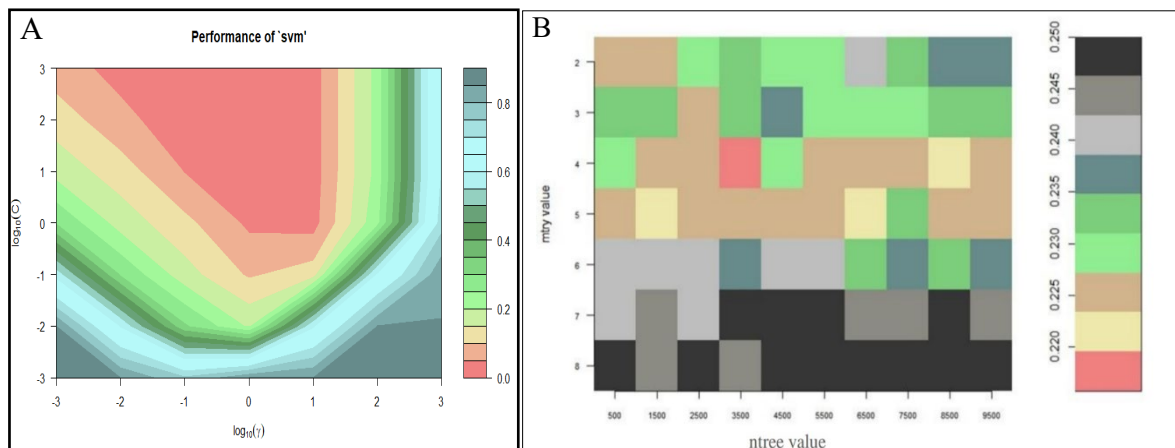 A
Performance of `svm'
3
2
1
0
-1
-2
-3
log₁₀(C)
-3 -2 -1 0 1 2 3
log₁₀(γ)
0.8
0.6
0.4
0.2
0.0
B
2
3
4
5
6
7
8
mtry value
500 1500 2500 3500 4500 5500 6500 7500 8500 9500
ntree value
0.250
0.245
0.240
0.235
0.230
0.225
0.220